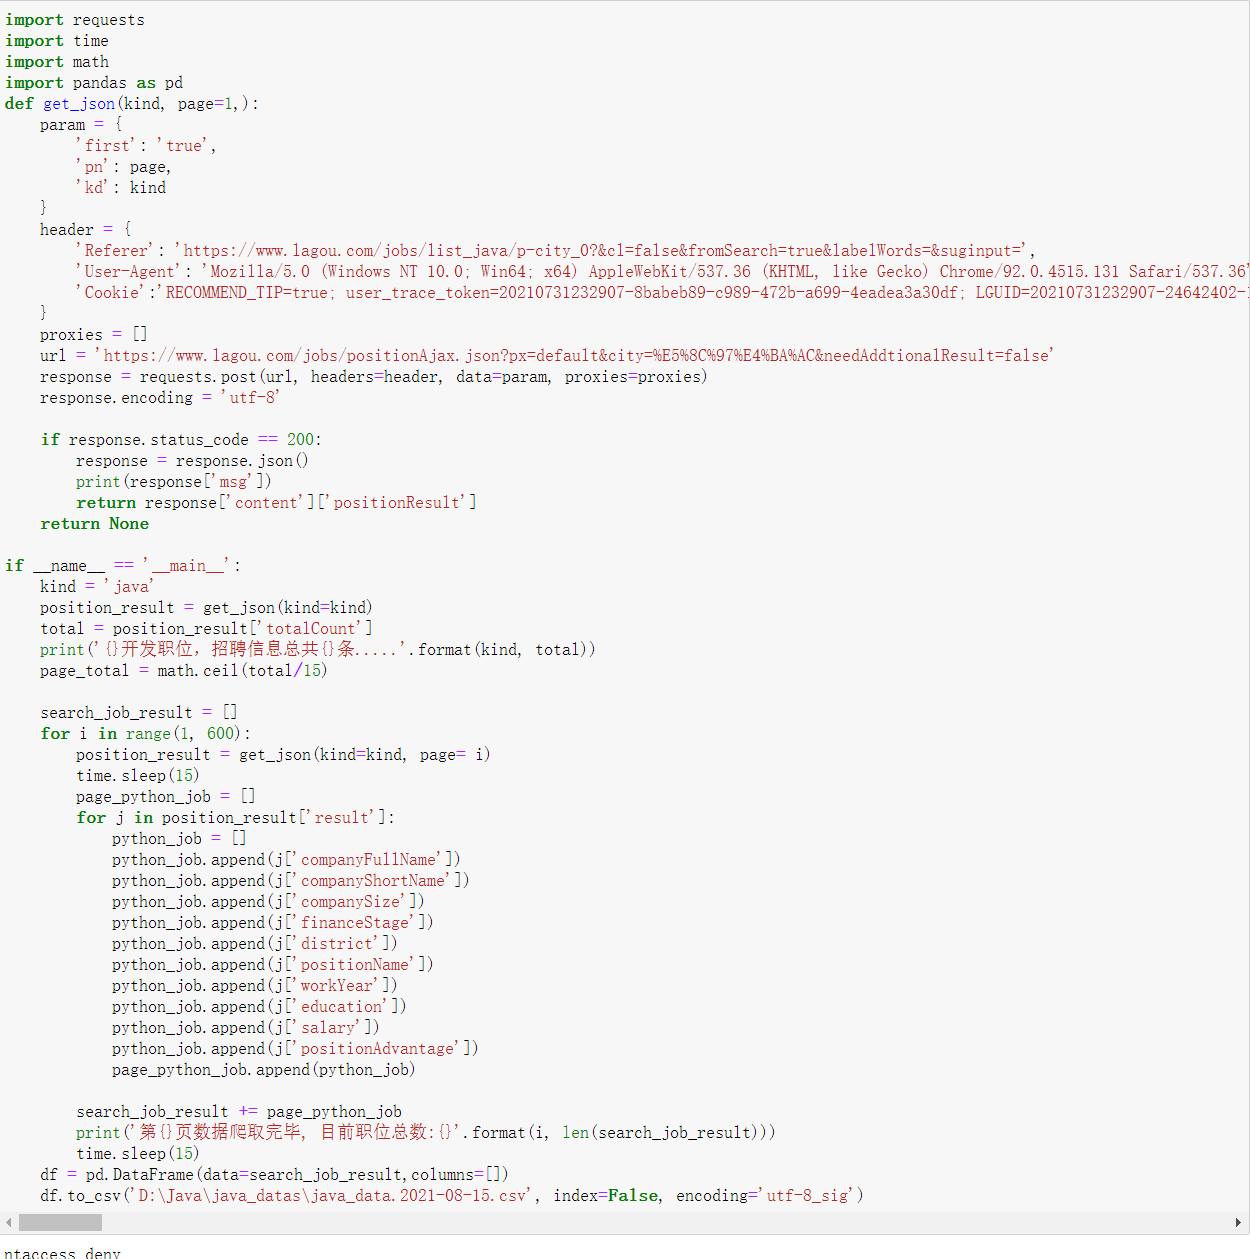 import requests
import time
import math
import pandas as pd
def get_json(kind, page=1,):
    param = {
        'first': 'true',
        'pn': page,
        'kd': kind
    }
    header = {
        'Referer': 'https://www.lagou.com/jobs/list_java/p-city_0?&cl=false&fromSearch=true&labelWords=&suginput=',
        'User-Agent': 'Mozilla/5.0 (Windows NT 10.0; Win64; x64) AppleWebKit/537.36 (KHTML, like Gecko) Chrome/92.0.4515.131 Safari/537.36'
        'Cookie':'RECOMMEND_TIP=true; user_trace_token=20210731232907-8babeb89-c989-472b-a699-4eadea3a30df; LGUID=20210731232907-24642402-
    }
    proxies = []
    url = 'https://www.lagou.com/jobs/positionAjax.json?px=default&city=%E5%8C%97%E4%BA%AC&needAddtionalResult=false'
    response = requests.post(url, headers=header, data=param, proxies=proxies)
    response.encoding = 'utf-8'

    if response.status_code == 200:
        response = response.json()
        print(response['msg'])
        return response['content']['positionResult']
    return None

if __name__ == '__main__':
    kind = 'java'
    position_result = get_json(kind=kind)
    total = position_result['totalCount']
    print('{}开发职位，招聘信息总共{}条.....'.format(kind, total))
    page_total = math.ceil(total/15)

    search_job_result = []
    for i in range(1, 600):
        position_result = get_json(kind=kind, page= i)
        time.sleep(15)
        page_python_job = []
        for j in position_result['result']:
            python_job = []
            python_job.append(j['companyFullName'])
            python_job.append(j['companyShortName'])
            python_job.append(j['companySize'])
            python_job.append(j['financeStage'])
            python_job.append(j['district'])
            python_job.append(j['positionName'])
            python_job.append(j['workYear'])
            python_job.append(j['education'])
            python_job.append(j['salary'])
            python_job.append(j['positionAdvantage'])
            page_python_job.append(python_job)

        search_job_result += page_python_job
        print('第{}页数据爬取完毕, 目前职位总数:{}'.format(i, len(search_job_result)))
        time.sleep(15)
    df = pd.DataFrame(data=search_job_result,columns=[])
    df.to_csv('D:\Java\java_datas\java_data.2021-08-15.csv', index=False, encoding='utf-8_sig')
ntaccess deny